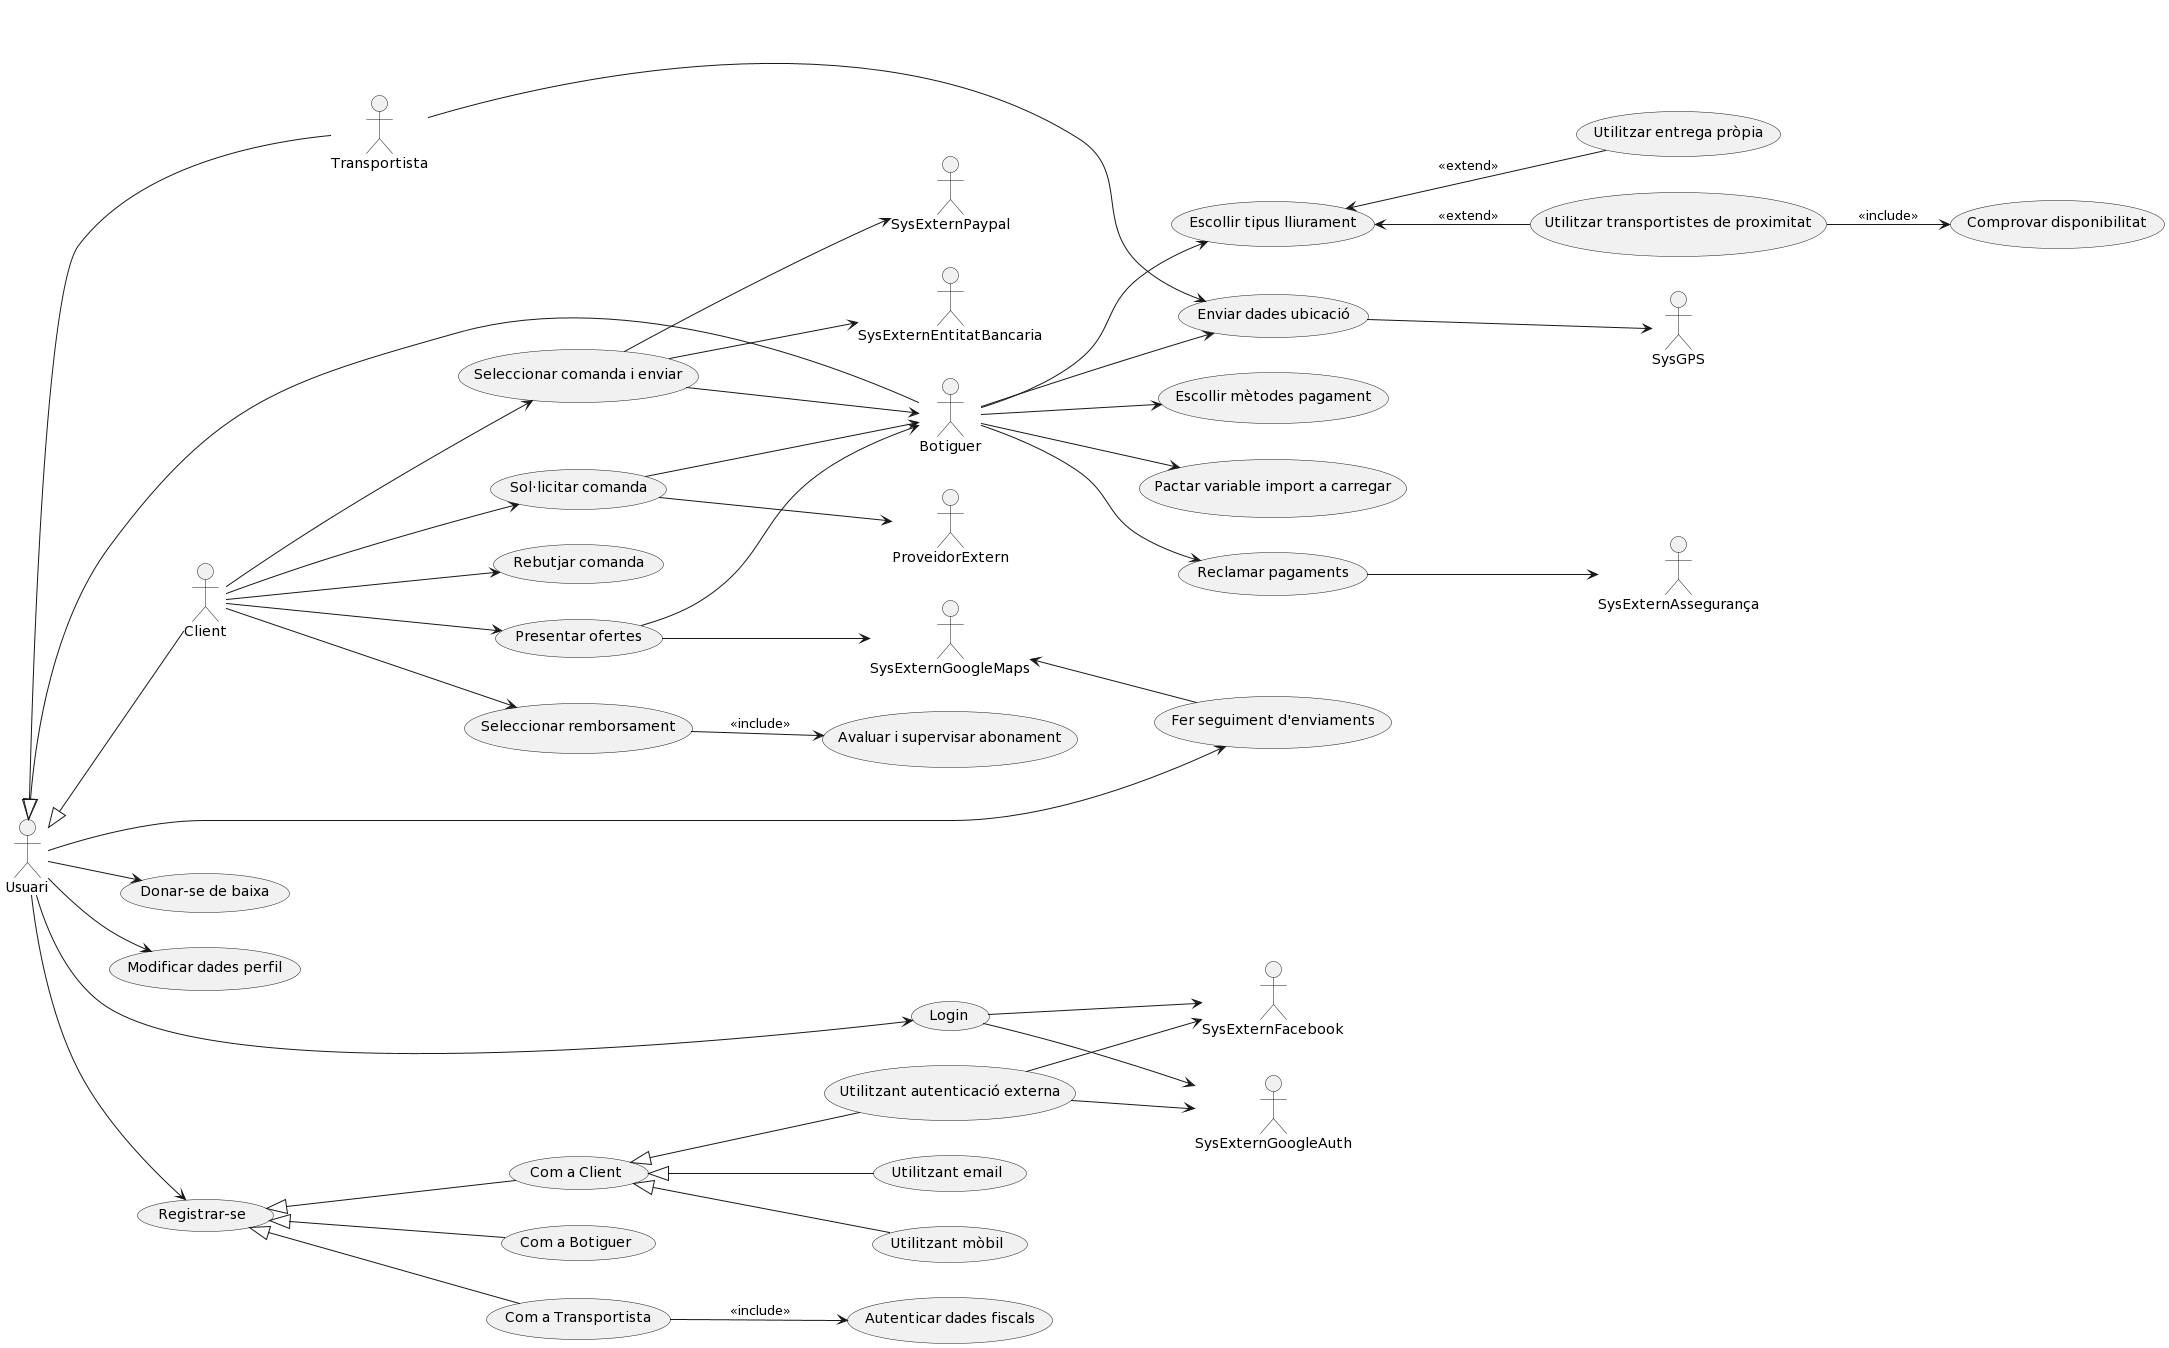 Transportista
Utilitzar entrega pròpia
«extend»
SysExternPaypal
Escollir tipus lliurament
«extend»
Utilitzar transportistes de proximitat
«include»
Comprovar disponibilitat
SysExternEntitatBancaria
Enviar dades ubicació
SysGPS
Seleccionar comanda i enviar
Botiguer
Escollir mètodes pagament
Sol·licitar comanda
Pactar variable import a carregar
Rebutjar comanda
ProveidorExtern
Reclamar pagaments
SysExternAssegurança
Client
Presentar ofertes
SysExternGoogleMaps
Seleccionar remborsament
«include»
Avaluar i supervisar abonament
Fer seguiment d'enviaments
Usuari
Donar-se de baixa
Modificar dades perfil
Login
SysExternFacebook
Utilitzant autenticació externa
SysExternGoogleAuth
Com a Client
Utilitzant email
Registrar-se
Com a Botiguer
Utilitzant mòbil
Com a Transportista
«include»
Autenticar dades fiscals